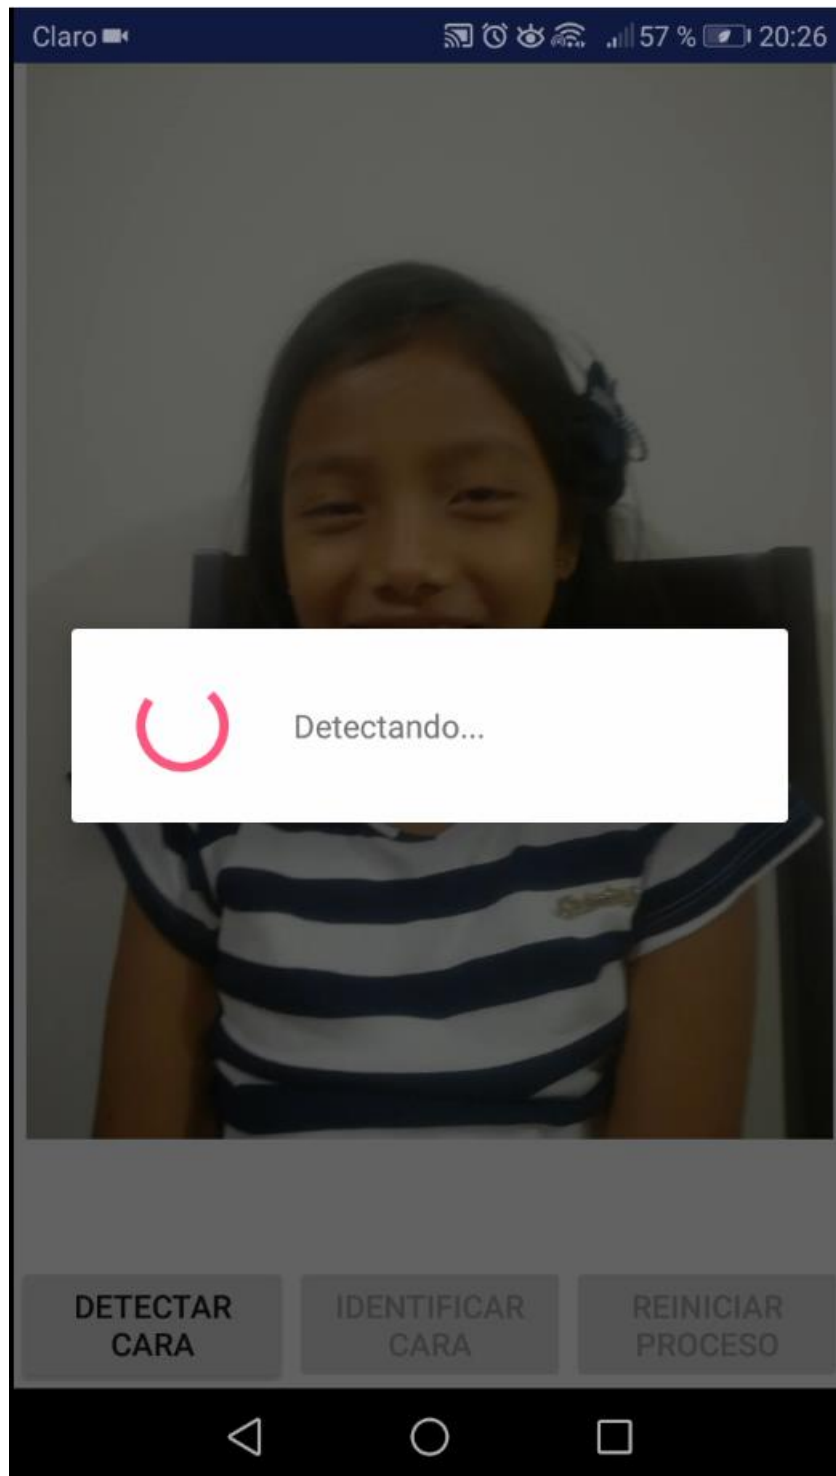 Claro 57 % 20:26
Detectando...
DETECTAR
CARA
IDENTIFICAR
CARA
REINICIAR
PROCESO